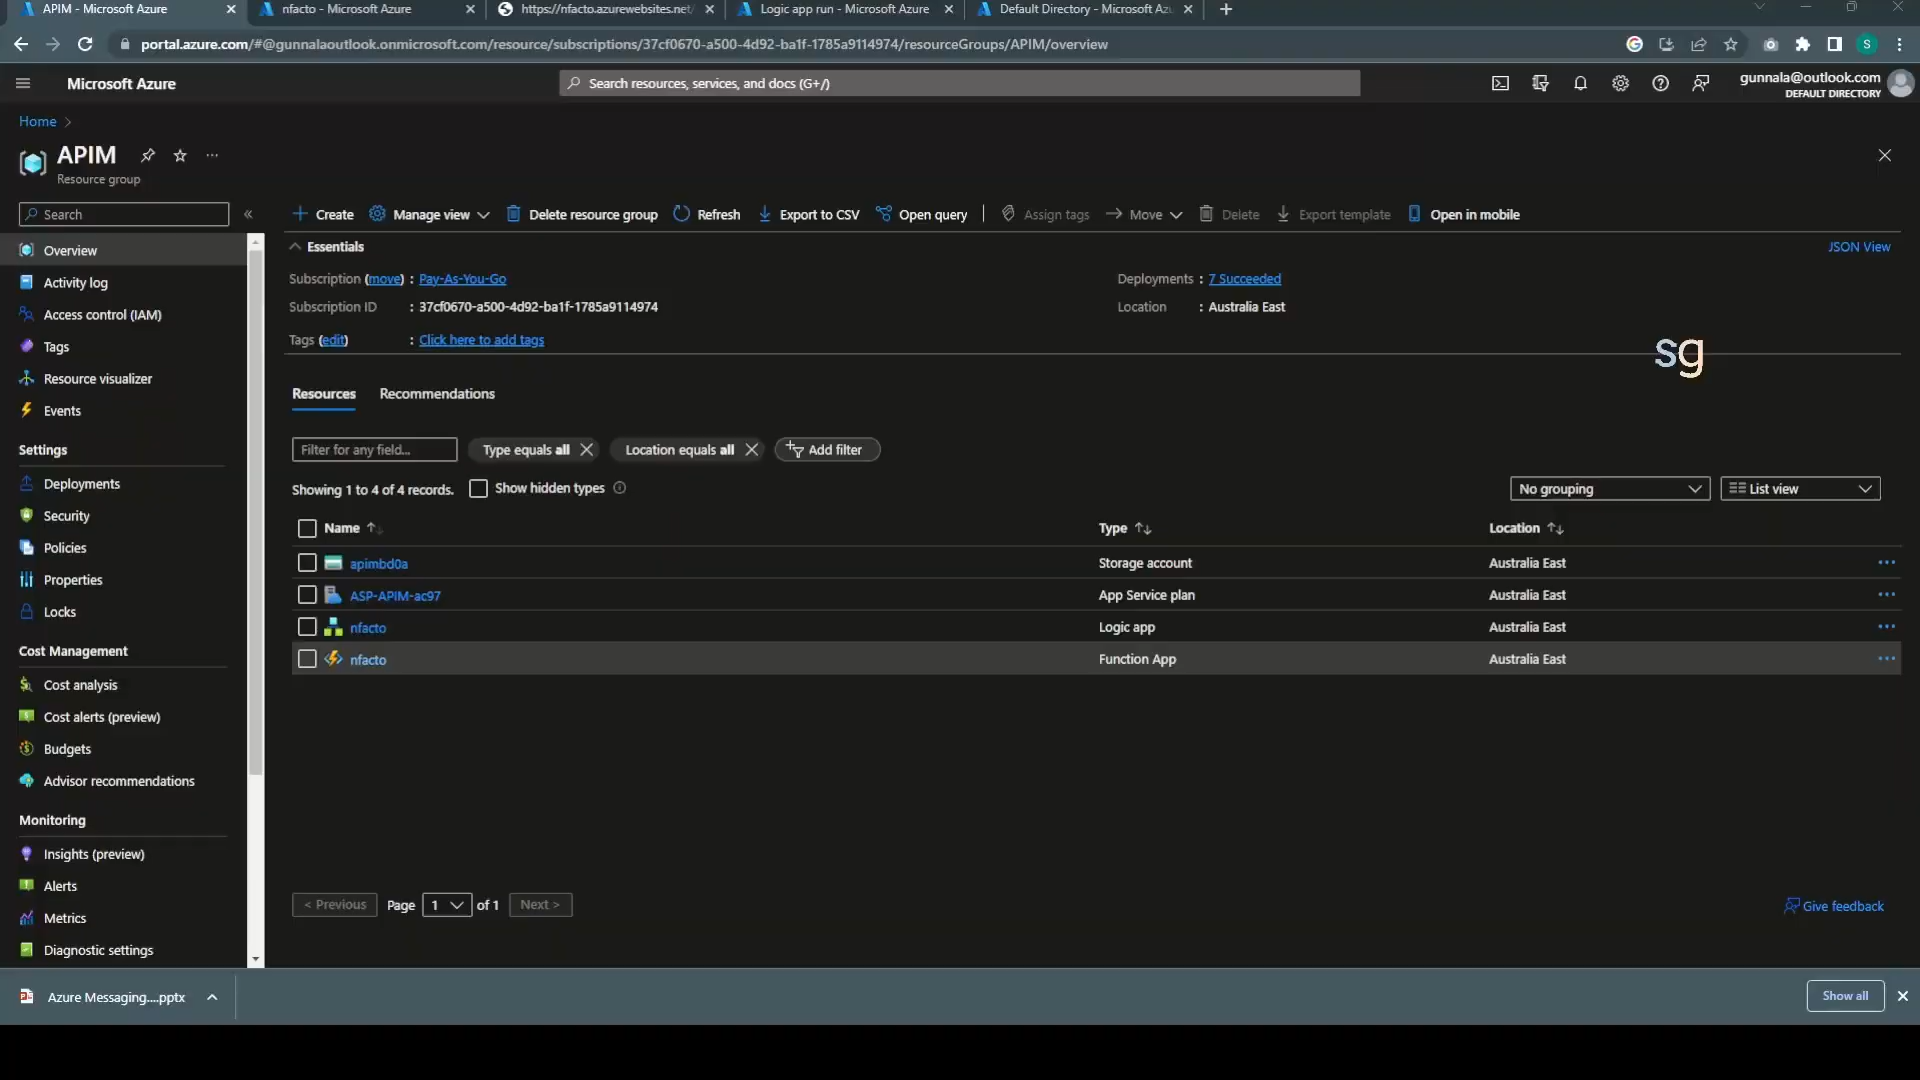 APIM - Microsoft Azure
nfacto - Microsoft Azure
https://nfacto.azurewebsites.net/
Logic app run - Microsoft Azure
Default Directory - Microsoft Azu
portal.azure.com/#@gunnalaoutlook.onmicrosoft.com/resource/subscriptions/37cf0670-a500-4d92-ba1f-1785a9114974/resourceGroups/APIM/overview
S
Microsoft Azure
Search resources, services, and docs (G+/)
gunnala@outlook.com
DEFAULT DIRECTORY
Home >
APIM
Resource group
Search
Create
Manage view
Delete resource group
Refresh
Export to CSV
Open query
Assign tags
Move
Delete
Export template
Open in mobile
Overview
Activity log
Access control (IAM)
Tags
Resource visualizer
Events
Settings
Deployments
Security
Policies
Properties
Locks
Cost Management
Cost analysis
Cost alerts (preview)
Budgets
Advisor recommendations
Monitoring
Insights (preview)
Alerts
Metrics
Diagnostic settings
Essentials
JSON View
Subscription (move) : Pay-As-You-Go
Deployments : 7 Succeeded
Subscription ID : 37cf0670-a500-4d92-ba1f-1785a9114974
Location : Australia East
Tags (edit) : Click here to add tags
sg
Resources
Recommendations
Filter for any field...
Type equals all
Location equals all
Add filter
Showing 1 to 4 of 4 records.
Show hidden types
No grouping
List view
Name
Type
Location
apimbd0a Storage account Australia East
ASP-APIM-ac97 App Service plan Australia East
nfacto Logic app Australia East
nfacto Function App Australia East
< Previous
Page 1 of 1
Next >
Give feedback
Azure Messaging....pptx
Show all